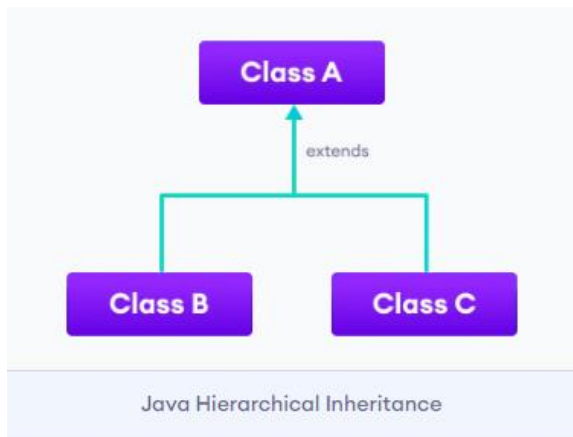 Class A
extends
Class B
Class C
Java Hierarchical Inheritance